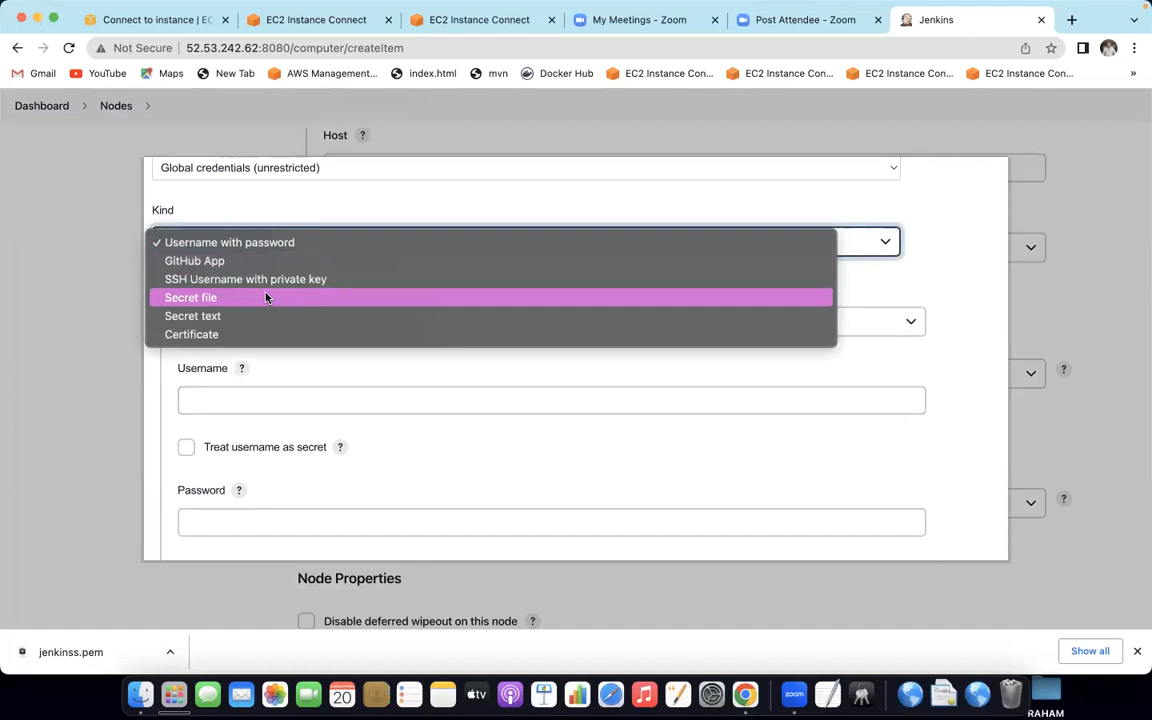 Connect to instance | EC
EC2 Instance Connect
EC2 Instance Connect
My Meetings - Zoom
Post Attendee - Zoom
Jenkins
Not Secure
52.53.242.62:8080/computer/createItem
Gmail
YouTube
Maps
New Tab
AWS Management...
index.html
mvn
Docker Hub
EC2 Instance Con...
EC2 Instance Con...
EC2 Instance Con...
EC2 Instance Con...
»
Dashboard
Nodes
Host ?
Global credentials (unrestricted)
Kind
✓ Username with password
GitHub App
SSH Username with private key
Secret file
Secret text
Certificate
Username ?
?
Treat username as secret ?
Password ?
?
Node Properties
Disable deferred wipeout on this node ?
jenkinss.pem
Show all
20
tv
zoom
RAHAM